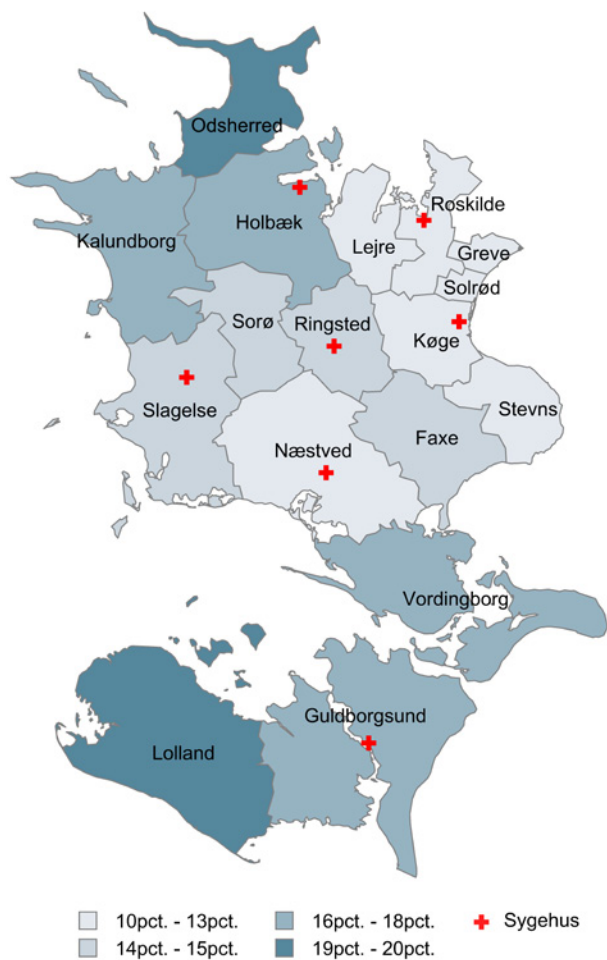 Odsherred
Roskilde
Holbæk
Kalundborg
Lejre
Greve
Solrød
Sorø
Ringsted
Køge
Slagelse
Stevns
Faxe
Næstved
Vordingborg
Guldborgsund
Lolland
10pct. - 13pct.
16pct. - 18pct.
Sygehus
14pct. - 15pct.
19pct. - 20pct.